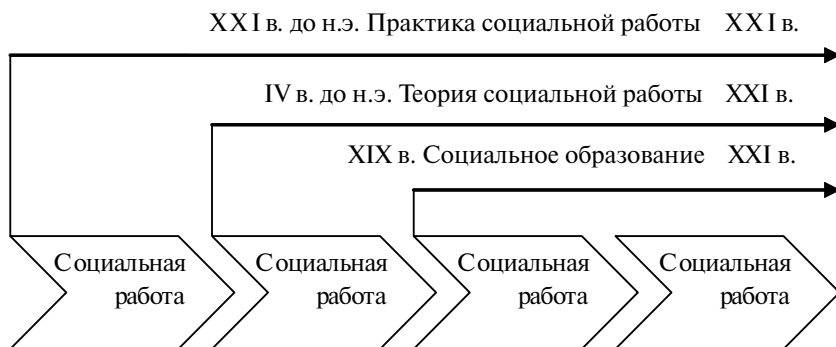 XXI в. до н.э. Практика социальной работы XXI в.
IV в. до н.э. Теория социальной работы XXI в.
XIX в. Социальное образование XXI в.
Социальная работа
Социальная работа
Социальная работа
Социальная работа